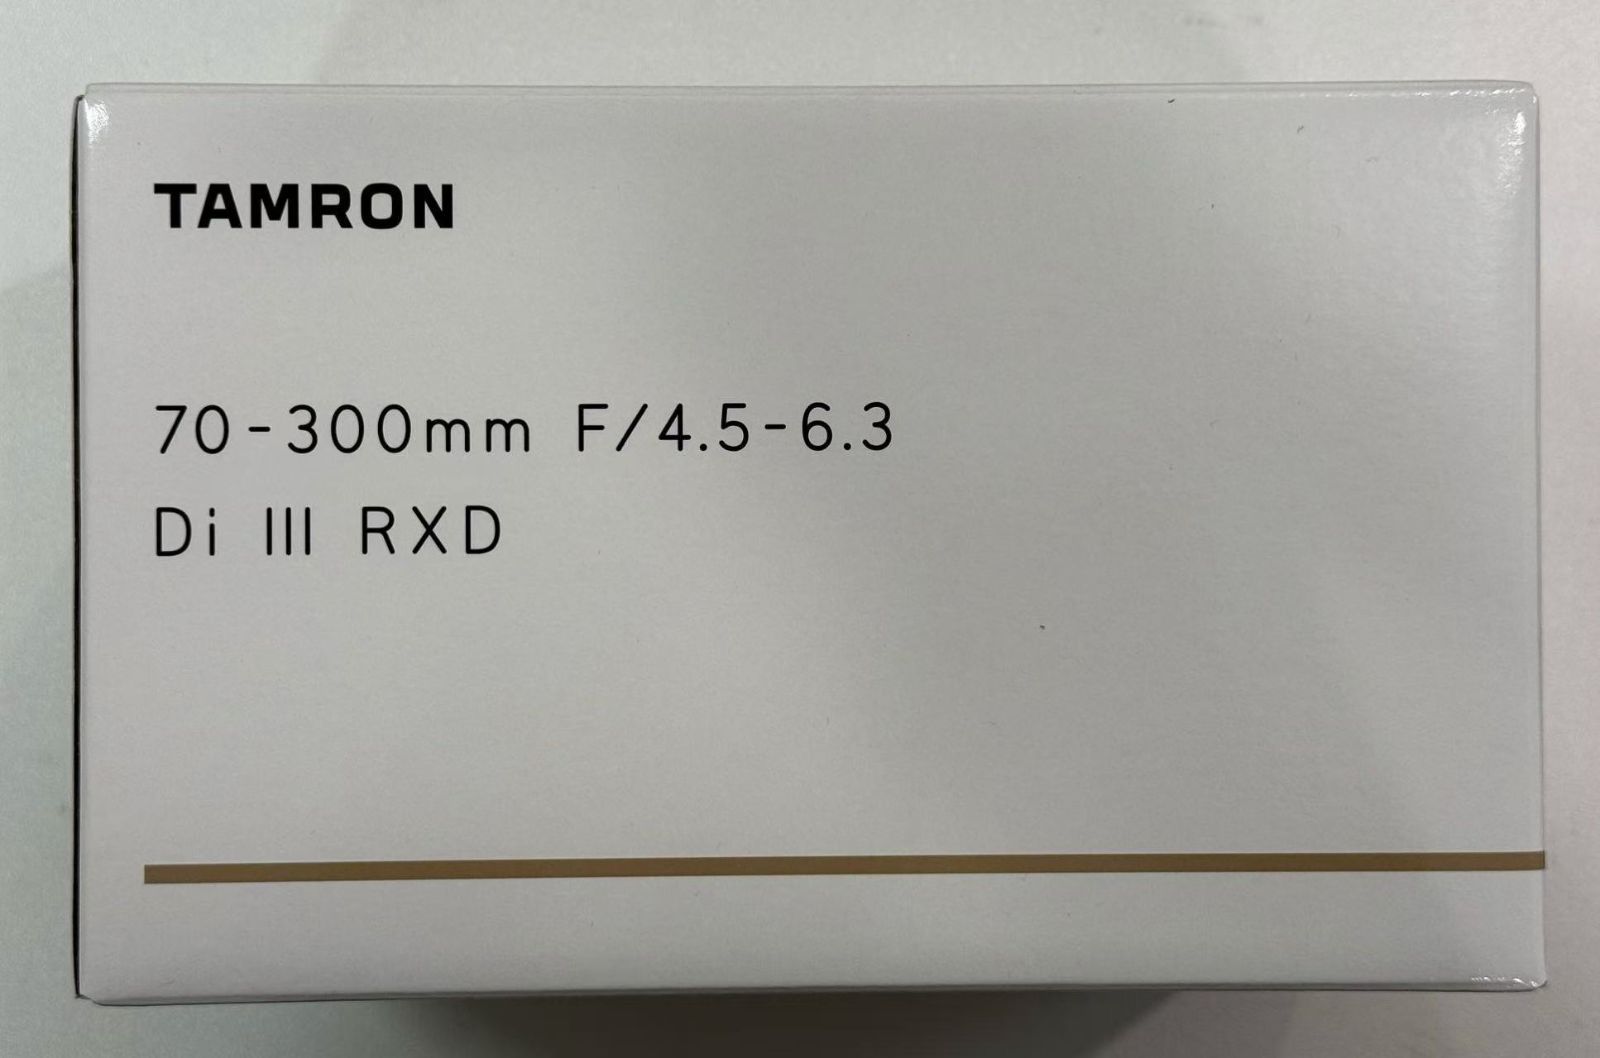 TAMRON
70-300mm F/4.5-6.3
Di III RXD